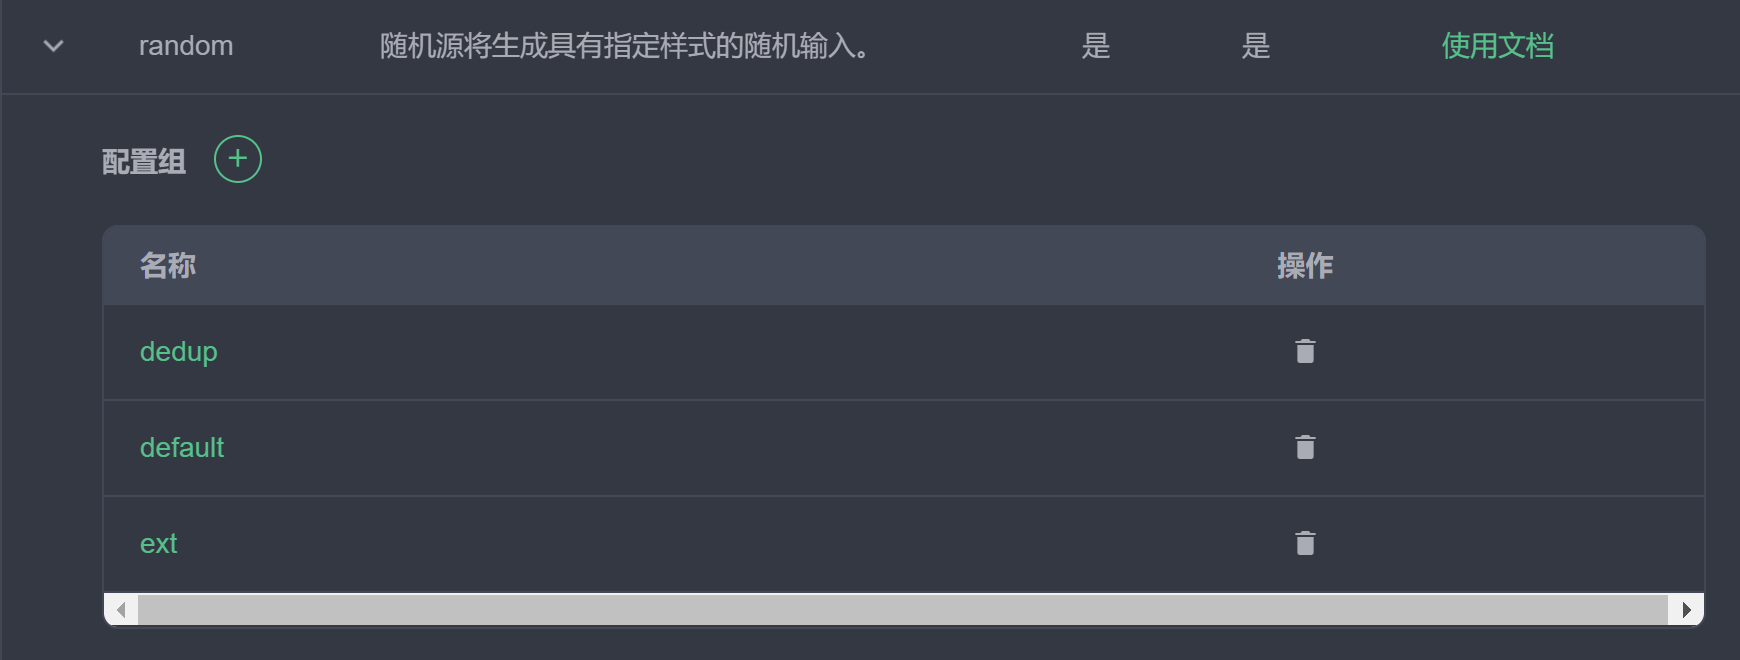 random 随机源将生成具有指定样式的随机输入。 是 是 使用文档
配置组
名称 操作
dedup
default
ext